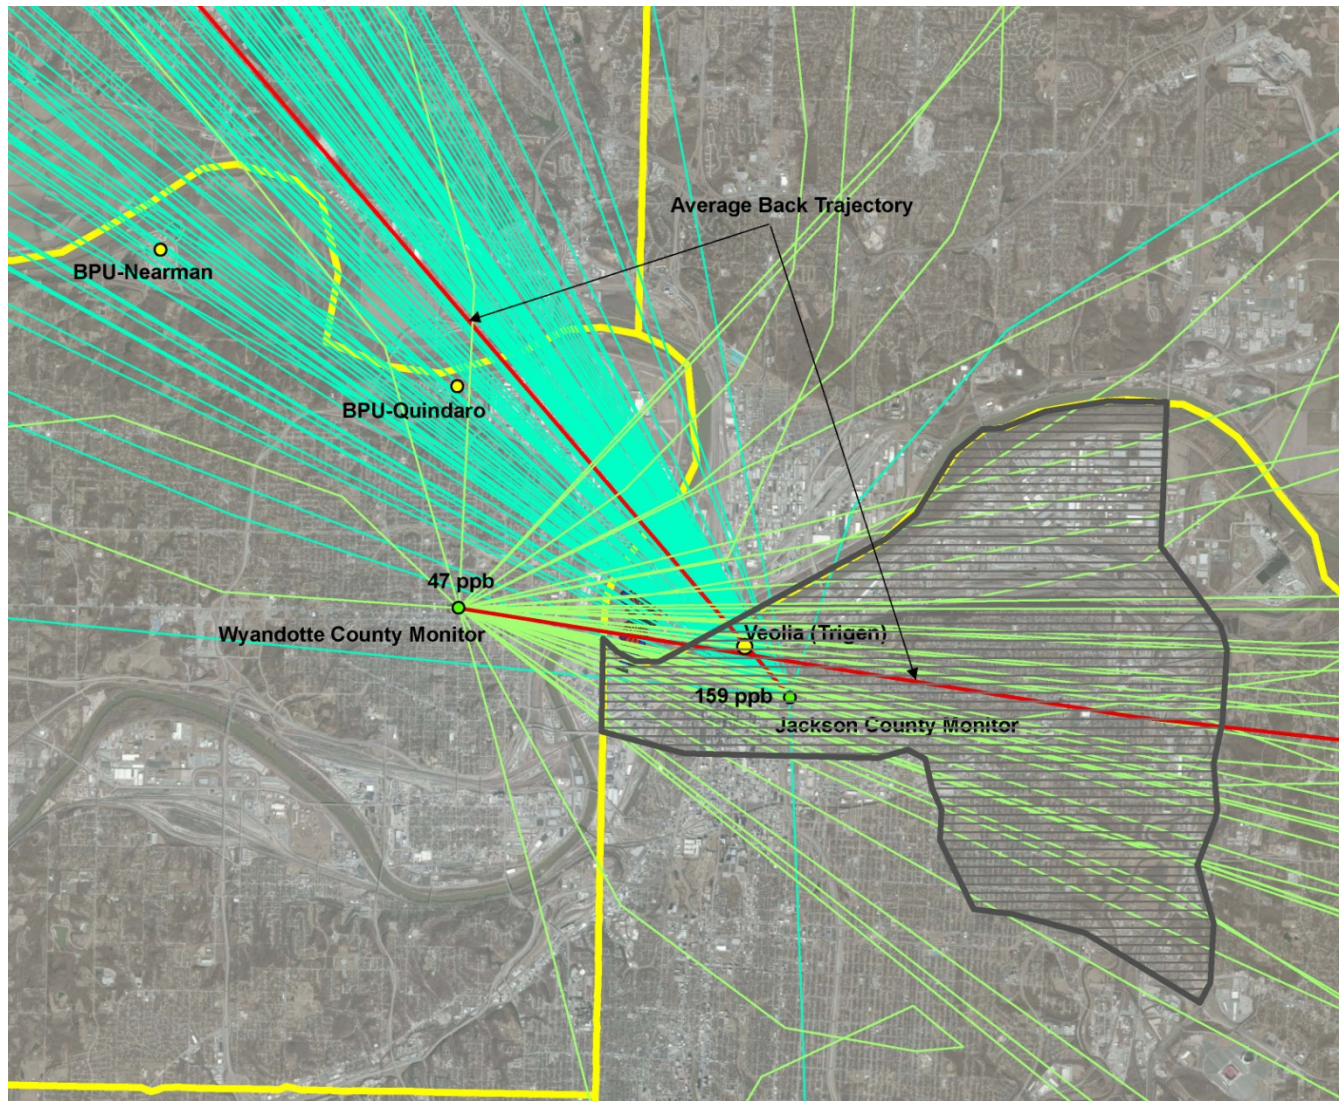 Average Back Trajectory
BPU-Nearman
BPU-Quindaro
47 ppb
Wyandotte County Monitor
Veolia (Trigen)
159 ppb
Jackson County Monitor